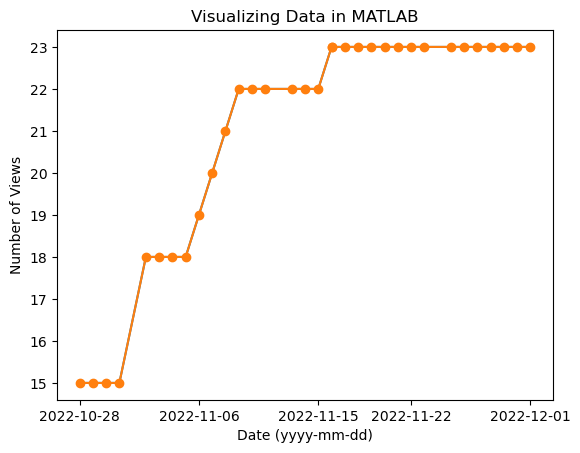 Visualizing Data in MATLAB
23
22
21
20
19
18
17
16
15
Number of Views
2022-10-28 2022-11-06 2022-11-15 2022-11-22 2022-12-01
Date (yyyy-mm-dd)